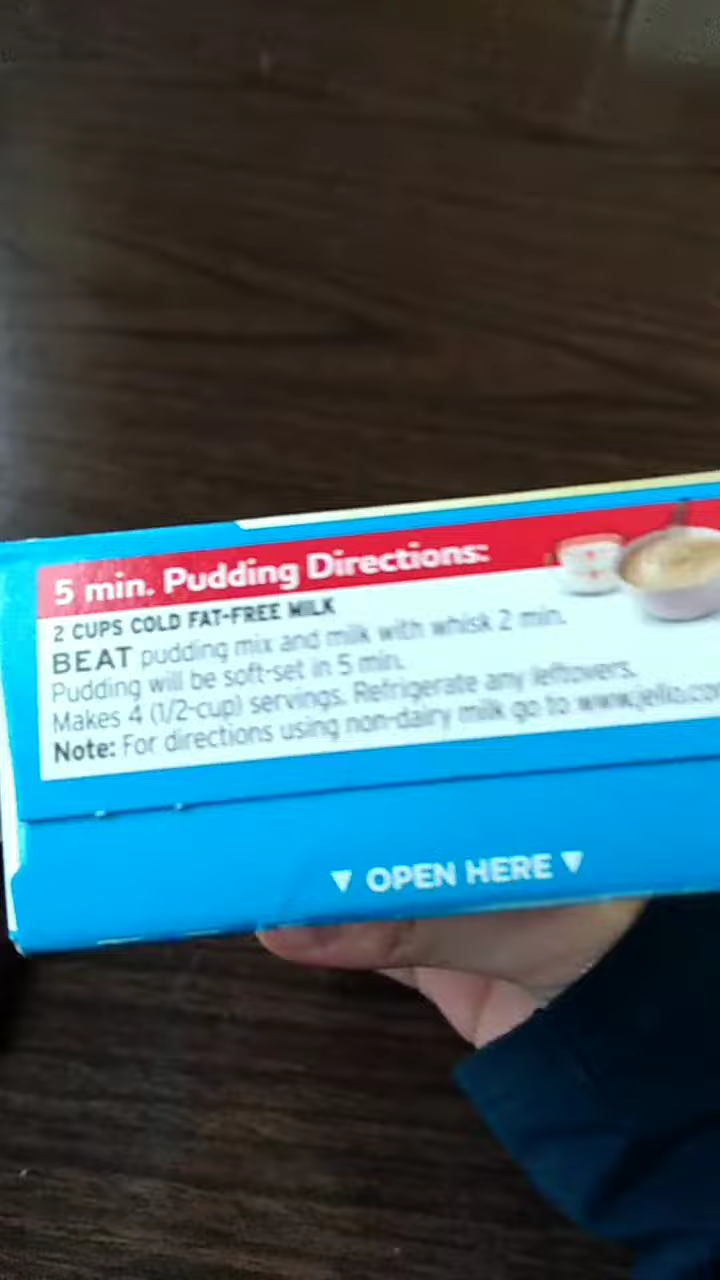 5 min. Pudding Directions:
2 CUPS COLD FAT-FREE MILK
BEAT pudding mix and milk with whisk 2 min.
Pudding will be soft-set in 5 min.
Makes 4 (1/2-cup) servings. Refrigerate any leftovers.
Note: For directions using non-dairy milk go to www.jello.com
▼ OPEN HERE ▼